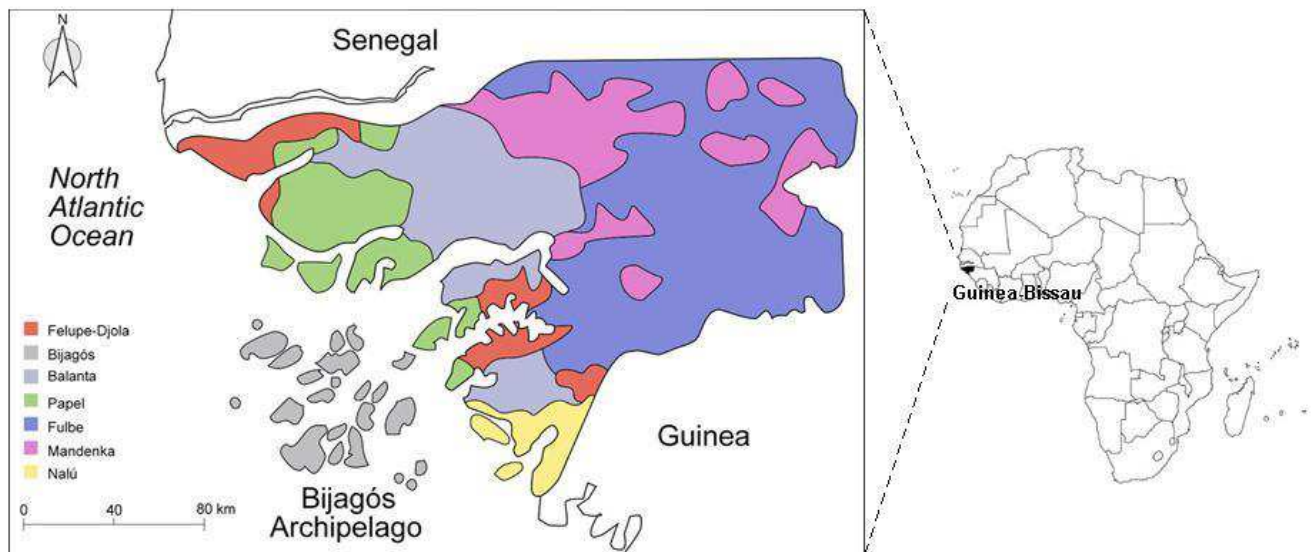 N
Senegal
North
Atlantic
Ocean
Guinea-Bissau
Felupe-Djola
Bijagós
Balanta
Papel
Fulbe
Mandenka
Nalú
Guinea
0 40 80 km
Bijagós
Archipelago